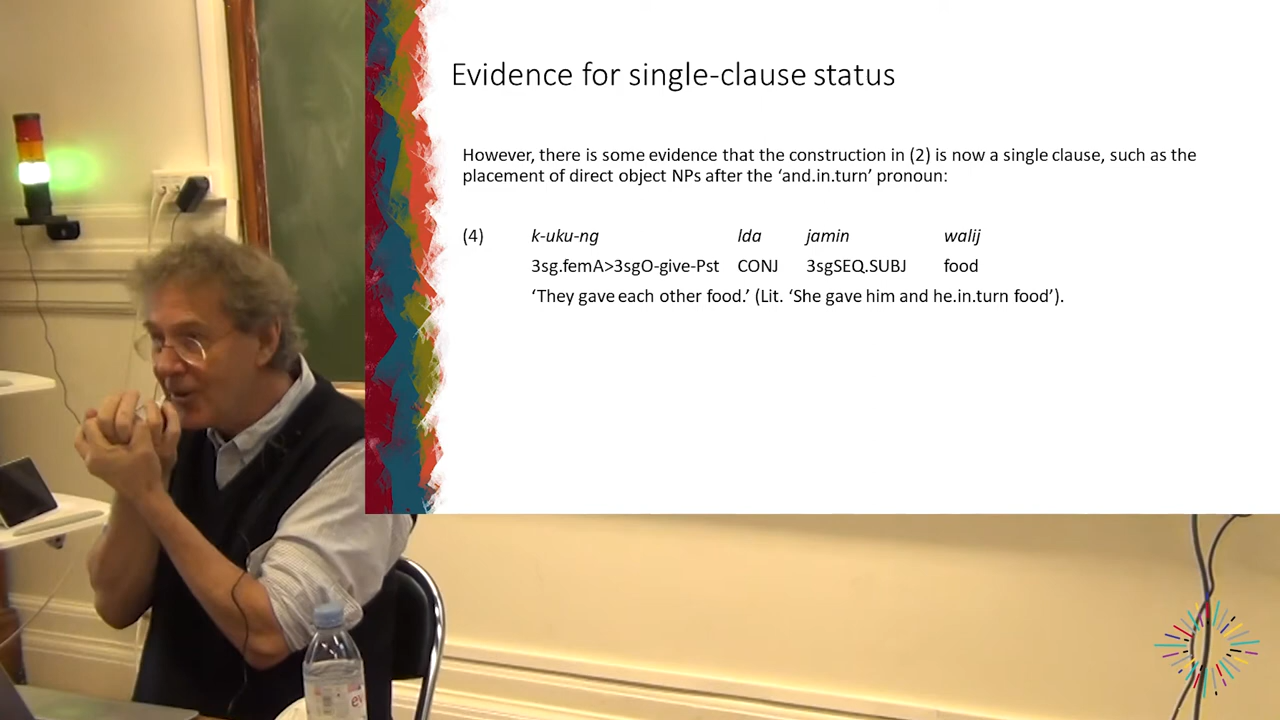 Evidence for single-clause status
However, there is some evidence that the construction in (2) is now a single clause, such as the
placement of direct object NPs after the ‘and.in.turn’ pronoun:
(4) k-uku-ng lda jamin walij
3sg.femA>3sgO-give-Pst CONJ 3sgSEQ.SUBJ food
‘They gave each other food.’ (Lit. ‘She gave him and he.in.turn food’).